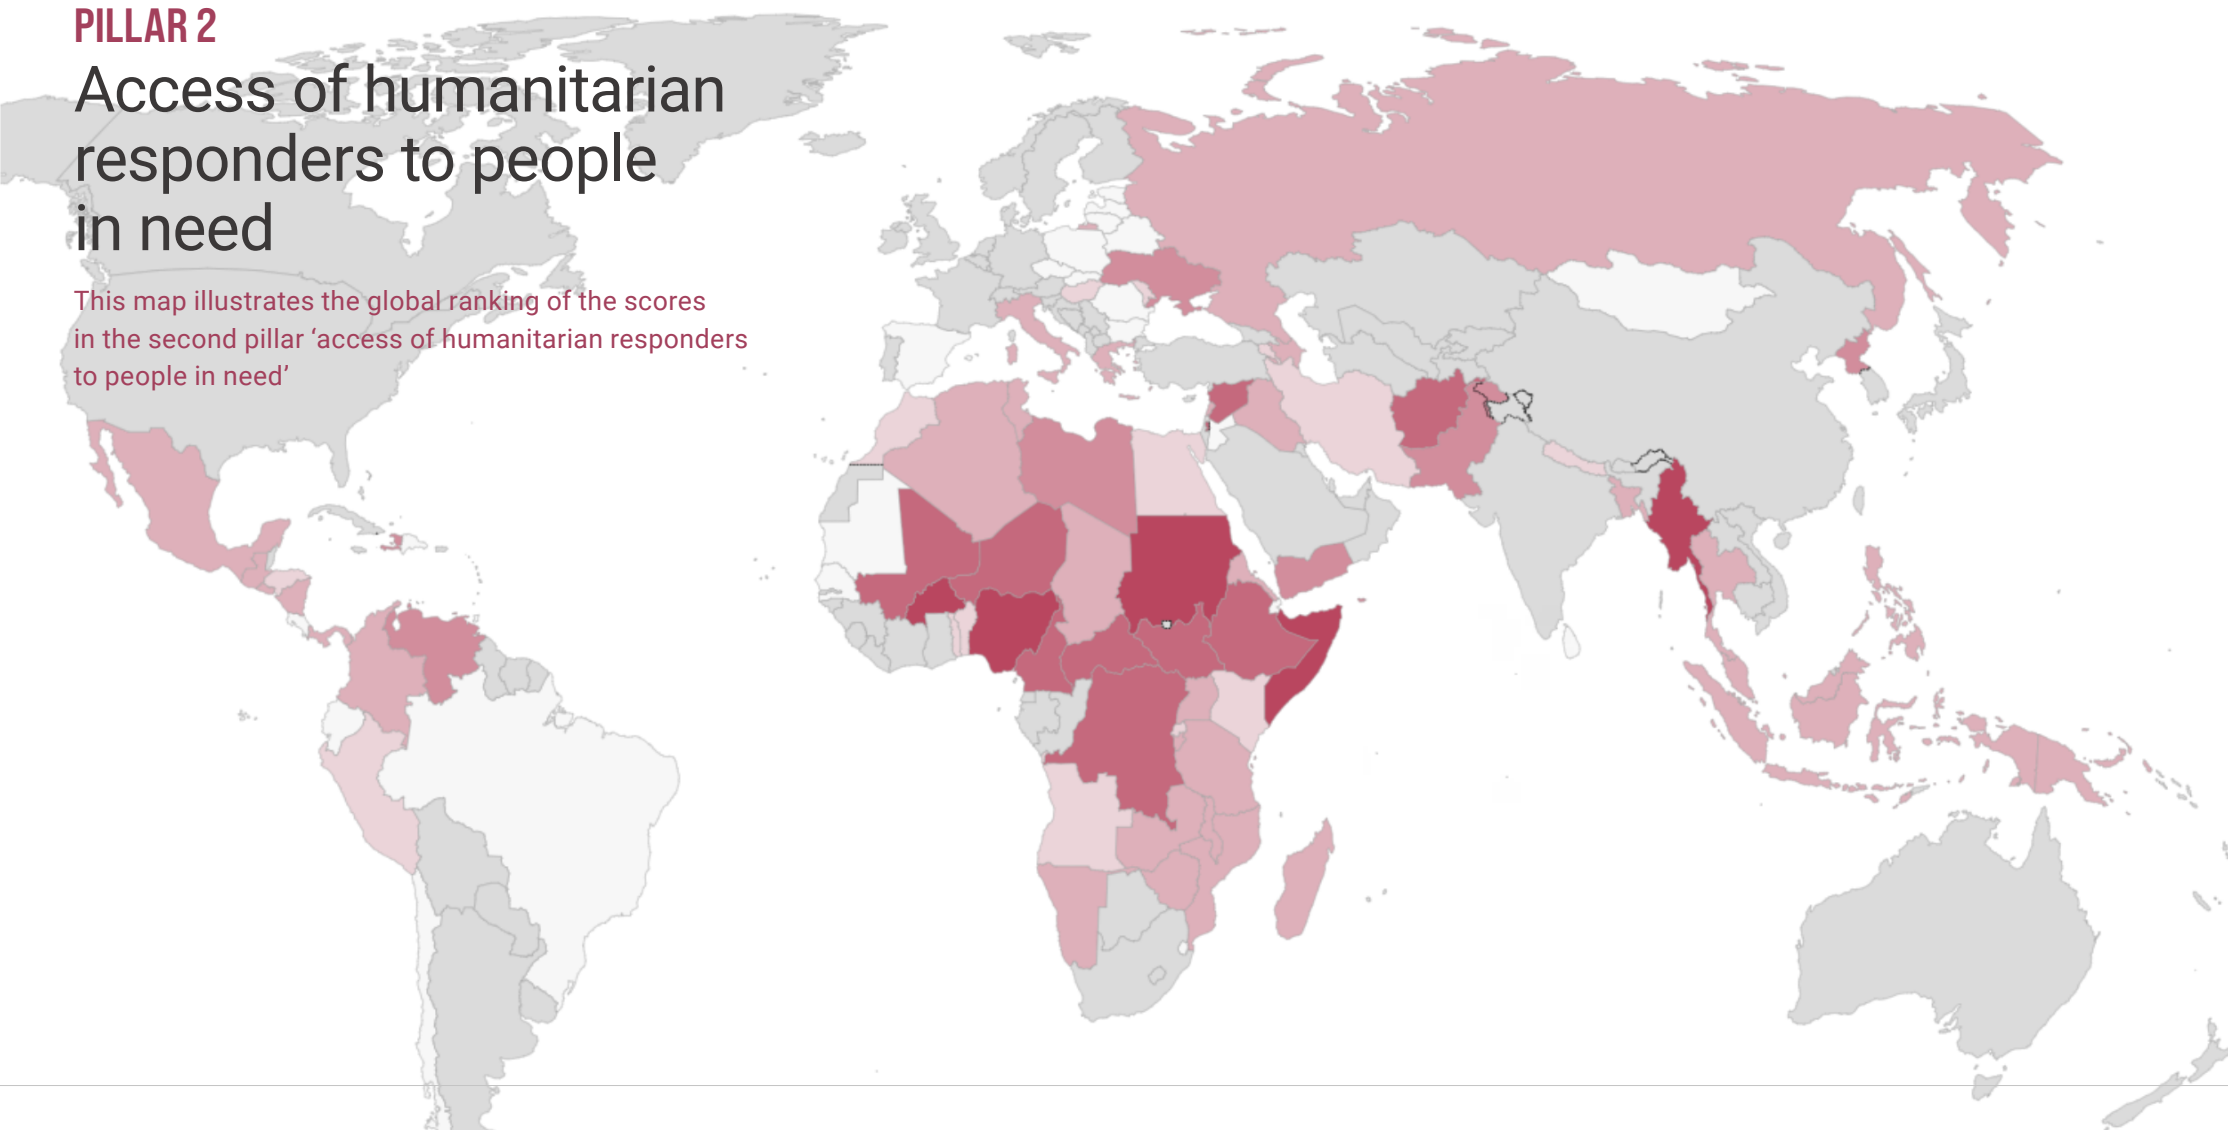 PILLAR 2
Access of humanitarian
responders to people
in need
This map illustrates the global ranking of the scores
in the second pillar ‘access of humanitarian responders
to people in need’